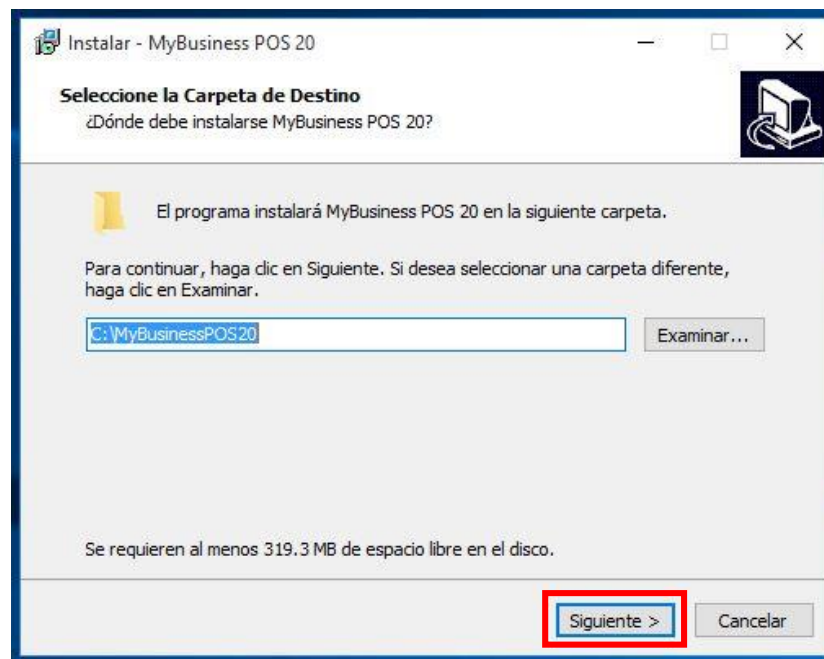 Instalar - MyBusiness POS 20
Seleccione la Carpeta de Destino
¿Dónde debe instalarse MyBusiness POS 20?
El programa instalará MyBusiness POS 20 en la siguiente carpeta.
Para continuar, haga clic en Siguiente. Si desea seleccionar una carpeta diferente,
haga clic en Examinar.
C:\MyBusinessPOS20
Examinar...
Se requieren al menos 319.3 MB de espacio libre en el disco.
Siguiente >
Cancelar